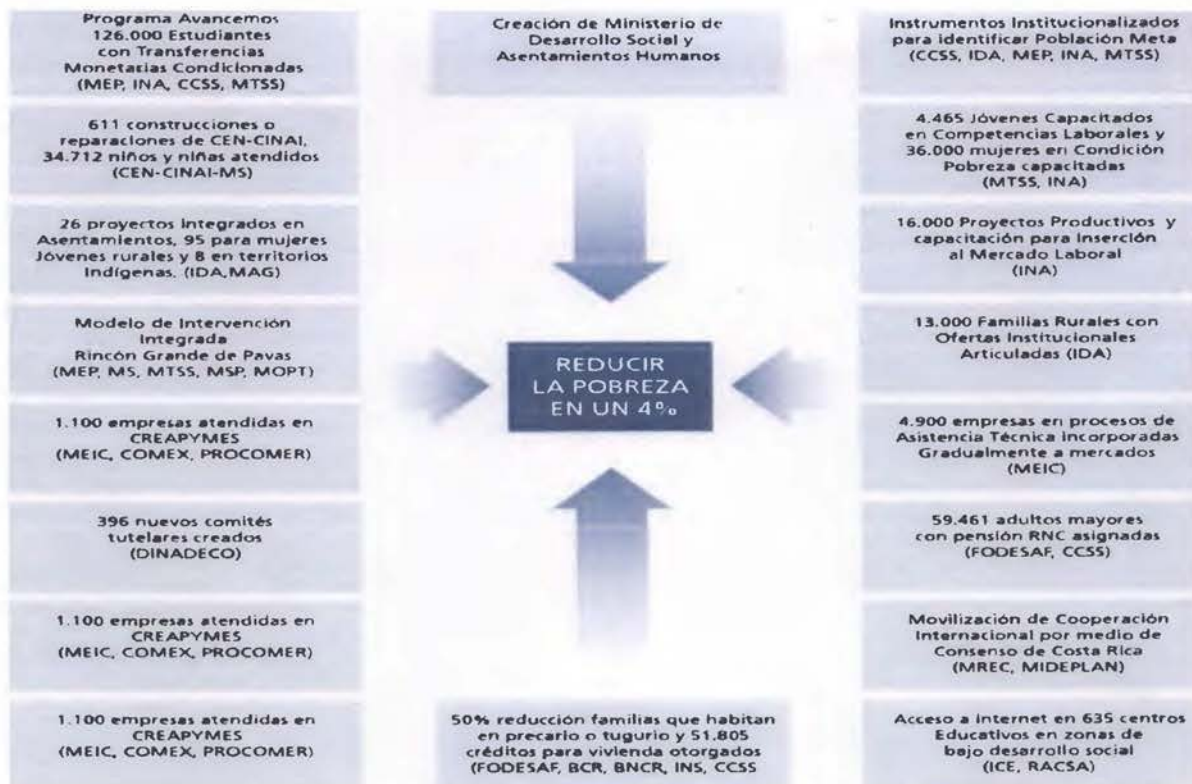 Programa Avancemos
126.000 Estudiantes
con Transferencias
Monetarias Condicionadas
(MEP, INA, CCSS, MTSS)
611 construcciones o
reparaciones de CEN-CINAI,
34.712 niños y niñas atendidos
(CEN-CINAI-MS)
26 proyectos Integrados en
Asentamientos, 95 para mujeres
Jóvenes rurales y 8 en territorios
Indígenas. (IDA,MAG)
Modelo de Intervención
Integrada
Rincón Grande de Pavas
(MEP, MS, MTSS, MSP, MOPT)
1.100 empresas atendidas en
CREAPYMES
(MEIC, COMEX, PROCOMER)
396 nuevos comités
tutelares creados
(DINADECO)
1.100 empresas atendidas en
CREAPYMES
(MEIC, COMEX, PROCOMER)
1.100 empresas atendidas en
CREAPYMES
(MEIC, COMEX, PROCOMER)
Creación de Ministerio de
Desarrollo Social y
Asentamientos Humanos
REDUCIR
LA POBREZA
EN UN 4%
50% reducción familias que habitan
en precario o tugurio y 51.805
créditos para vivienda otorgados
(FODESAF, BCR, BNCR, INS, CCSS
Instrumentos Institucionalizados
para identificar Población Meta
(CCSS, IDA, MEP, INA, MTSS)
4.465 Jóvenes Capacitados
en Competencias Laborales y
36.000 mujeres en Condición
Pobreza capacitadas
(MTSS, INA)
16.000 Proyectos Productivos y
capacitación para Inserción
al Mercado Laboral
(INA)
13.000 Familias Rurales con
Ofertas Institucionales
Articuladas (IDA)
4.900 empresas en procesos de
Asistencia Técnica incorporadas
Gradualmente a mercados
(MEIC)
59.461 adultos mayores
con pensión RNC asignadas
(FODESAF, CCSS)
Movilización de Cooperación
Internacional por medio de
Consenso de Costa Rica
(MREC, MIDEPLAN)
Acceso a Internet en 635 centros
Educativos en zonas de
bajo desarrollo social
(ICE, RACSA)